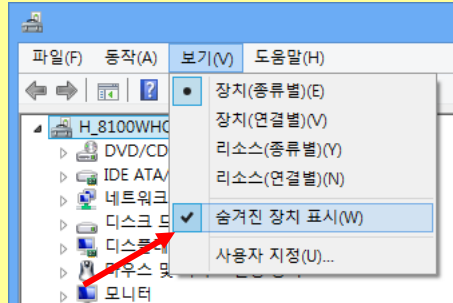 파일(F) 동작(A) 보기(V) 도움말(H)
장치(종류별)(E)
장치(연결별)(V)
리소스(종류별)(Y)
리소스(연결별)(N)
숨겨진 장치 표시(W)
사용자 지정(U)...
H_8100WHC
DVD/CD
IDE ATA/
네트워크
디스크 드
디스플레
마우스 및
모니터